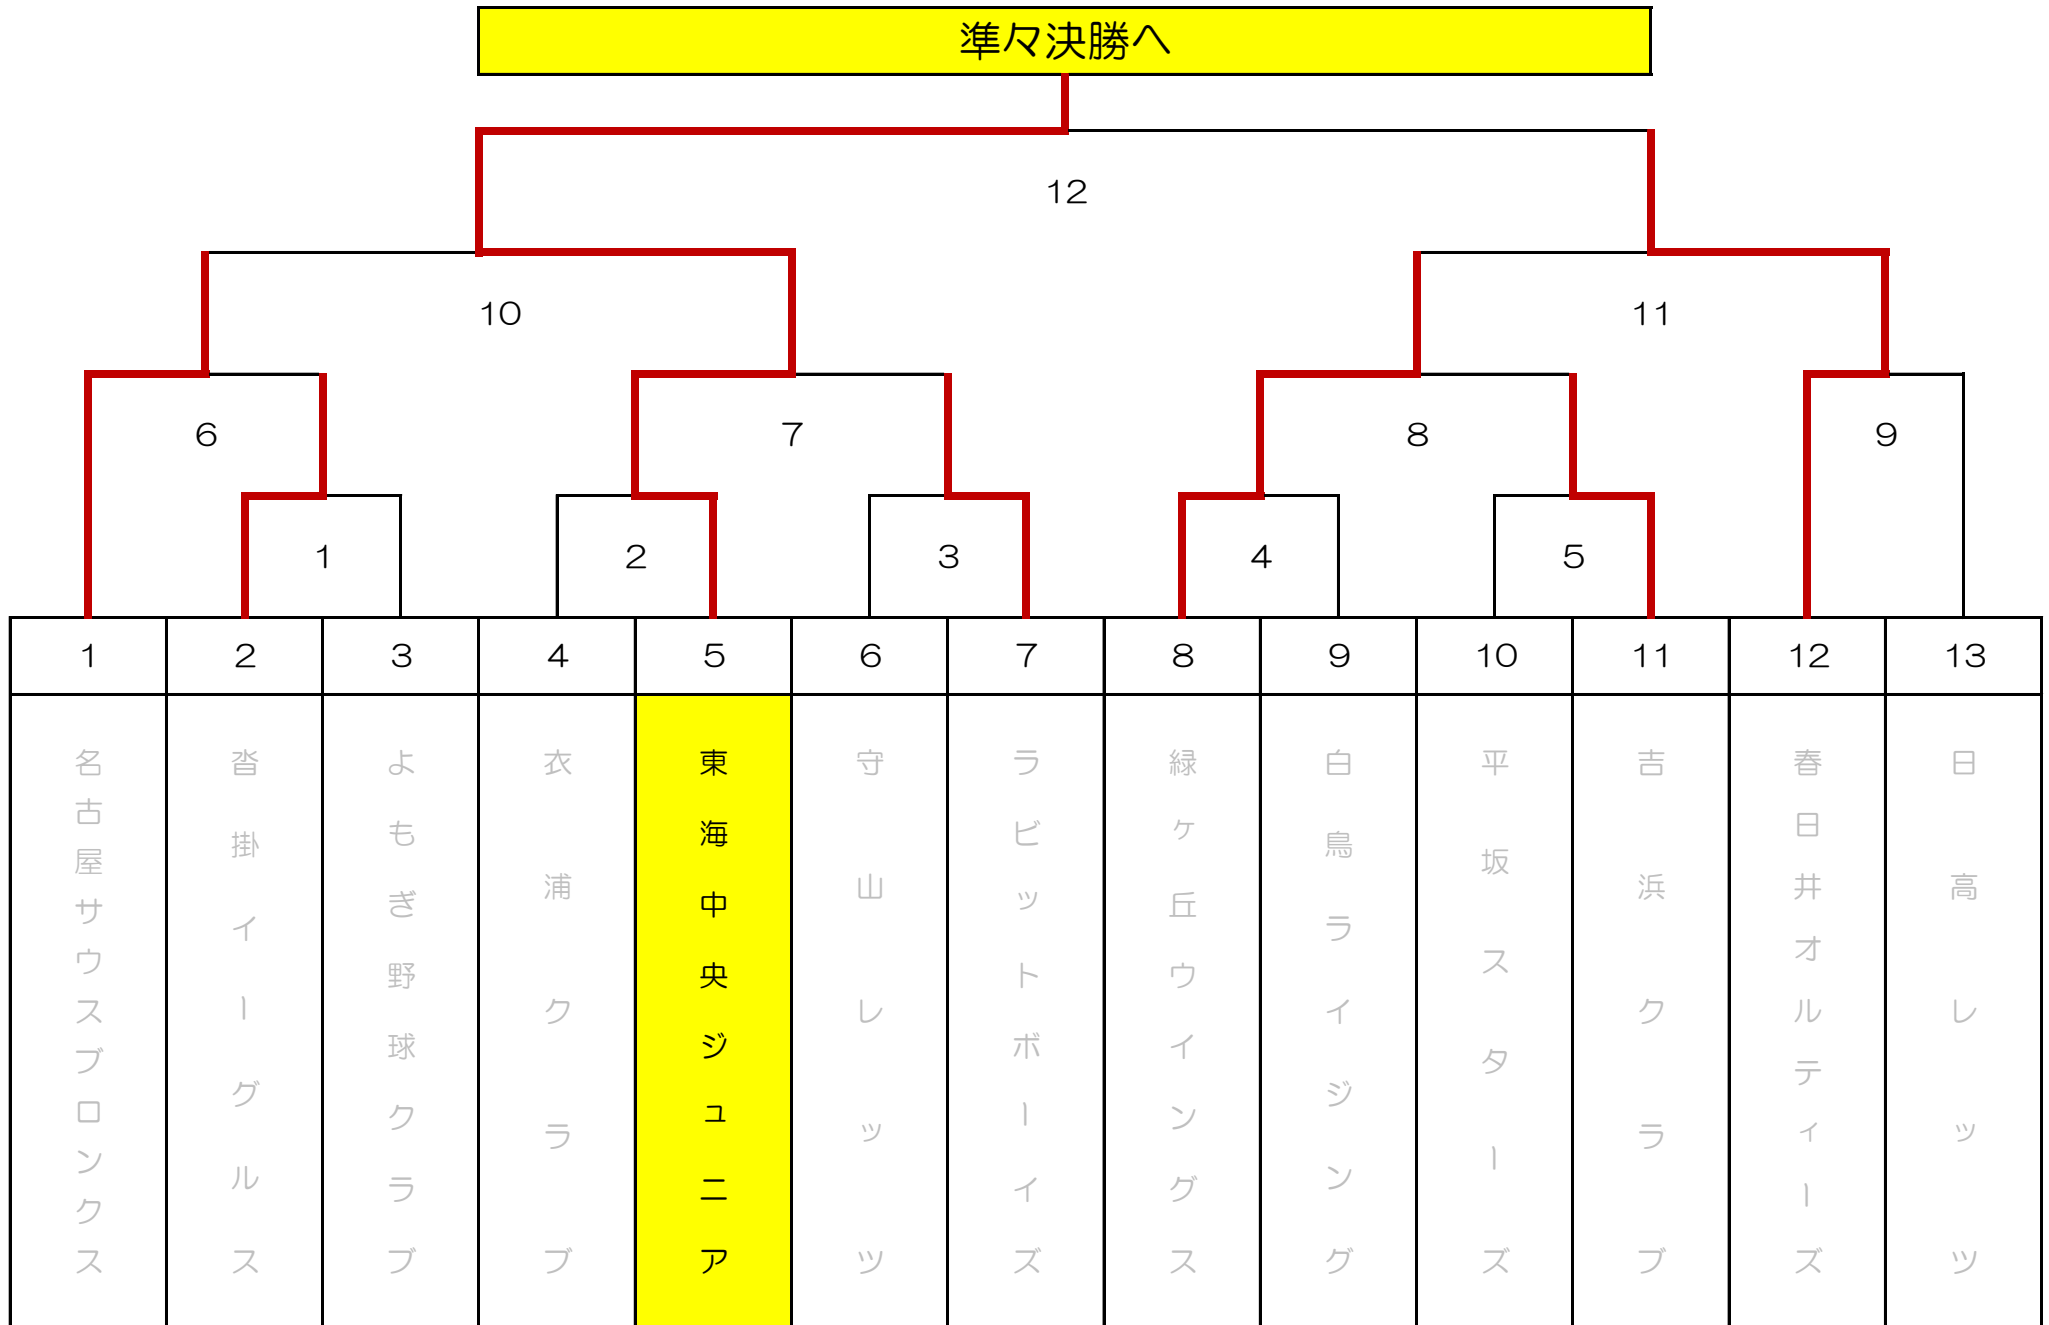 準々決勝へ
12
10
11
6
7
8
9
1
2
3
4
5
1
2
3
4
5
6
7
8
9
10
11
12
13
名古屋サウスブロンクス
沓掛イーグルス
よもぎ野球クラブ
衣浦クラブ
東海中央ジュニア
守山レッツ
ラビットボーイズ
緑ヶ丘ウイングス
白鳥ライジング
平坂スターズ
吉浜クラブ
春日井オルティーズ
日高レッツ